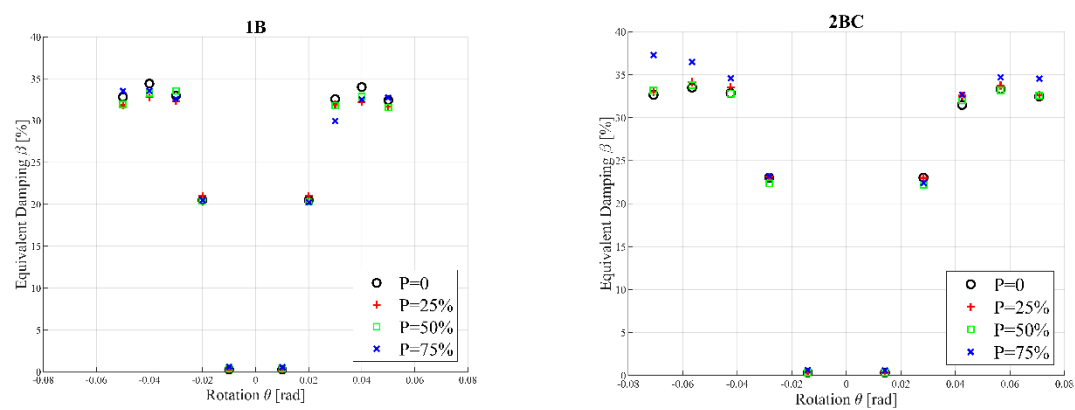 1B
40
35
30
25
20
15
10
5
0
Equivalent Damping β [%]
P=0
P=25%
P=50%
P=75%
-0.08 -0.06 -0.04 -0.02 0 0.02 0.04 0.06 0.08
Rotation θ [rad]
2BC
40
35
30
25
20
15
10
5
0
Equivalent Damping β [%]
P=0
P=25%
P=50%
P=75%
-0.08 -0.06 -0.04 -0.02 0 0.02 0.04 0.06 0.08
Rotation θ [rad]